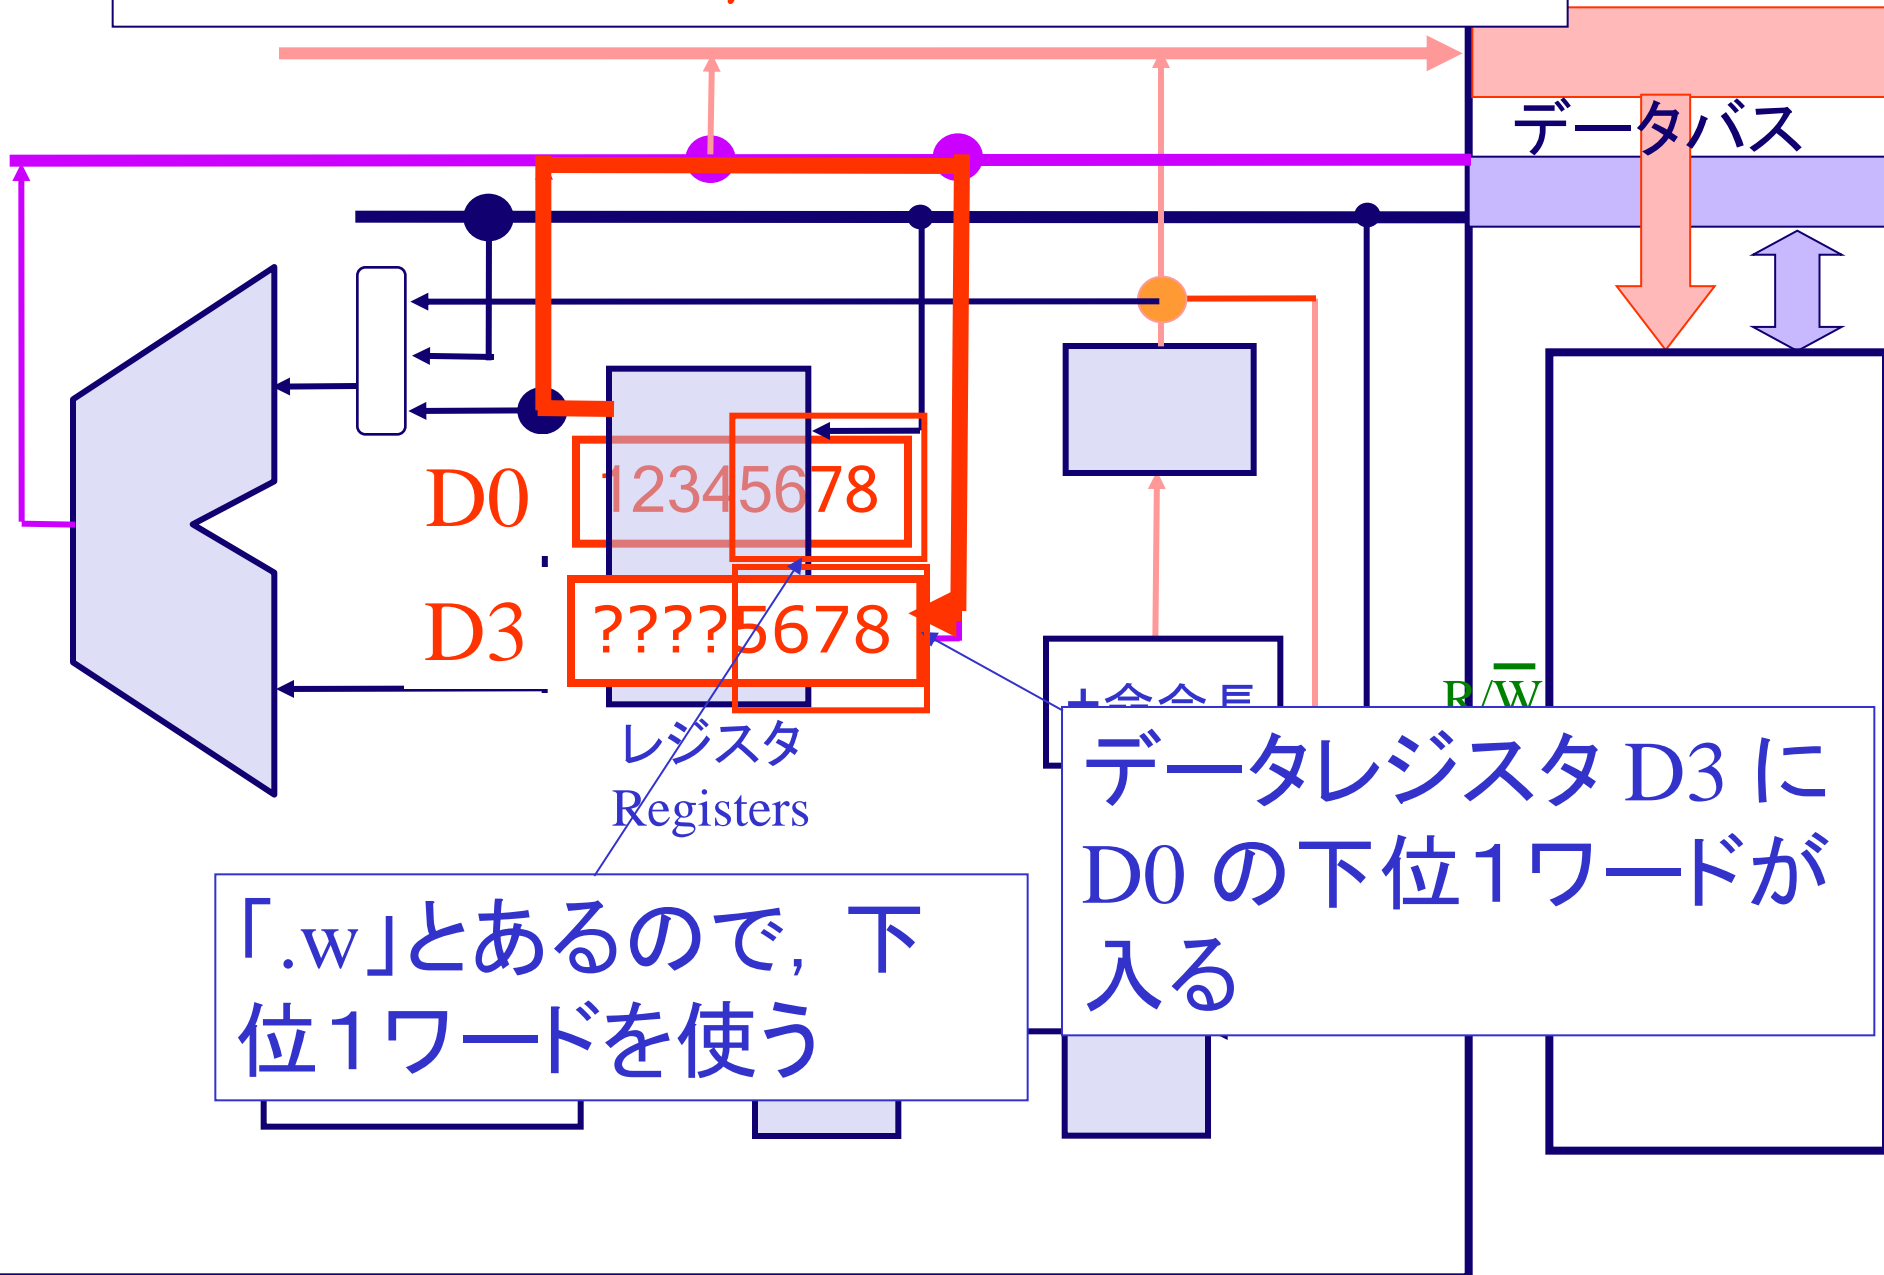 データバス
D0
12345678
D3
????5678
R/W
レジスタ
Registers
データレジスタ D3 に
D0 の下位1ワードが
入る
「.w」とあるので, 下
位1ワードを使う